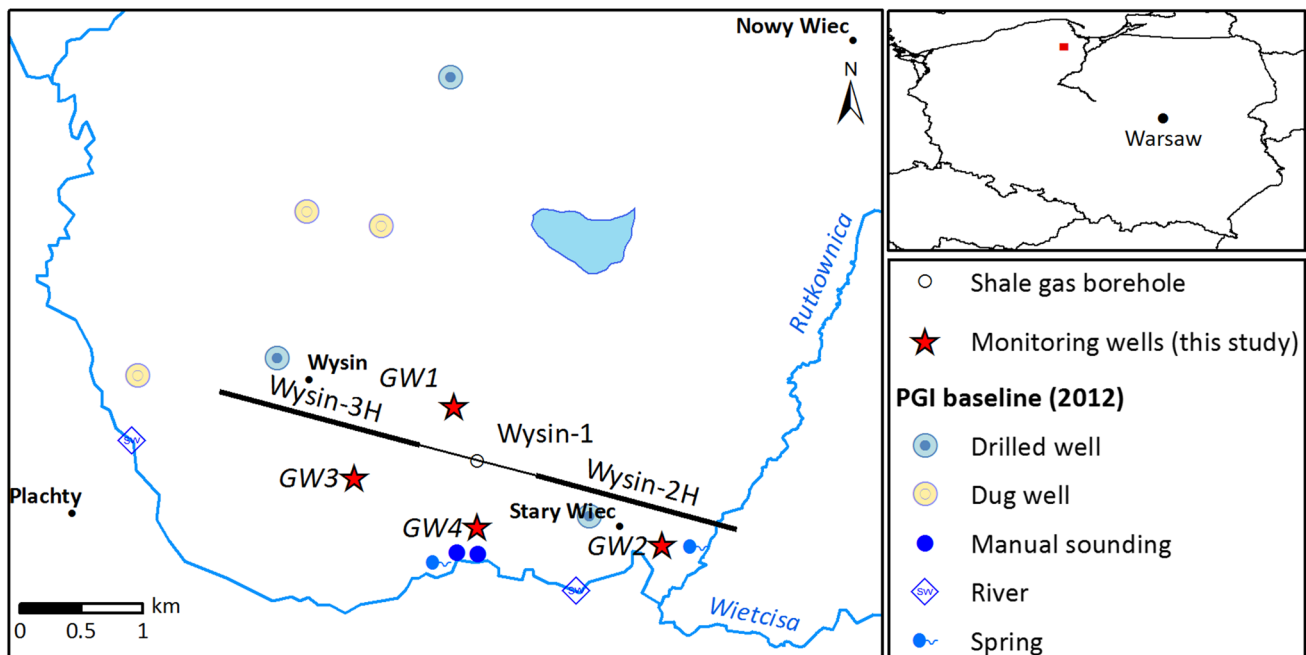 Nowy Wiec
N
Rutkownica
Wysin
GW1
Wysin-3H
Wysin-1
Wysin-2H
GW3
Plachty
Stary Wiec
GW4
GW2
SW
SW
km
0 0.5 1
Wietcisa
Warsaw
Shale gas borehole
Monitoring wells (this study)
PGI baseline (2012)
Drilled well
Dug well
Manual sounding
SW
River
Spring